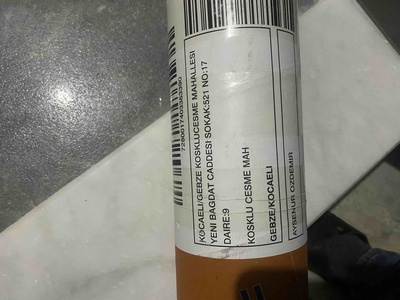 KOCAELI/GEBZE KOSKLUCESME MAHALLESI
YENI BAGDAT CADDESI SOKAK:521 NO:17
DAIRE:9
KOSKLU CESME MAH
GEBZE/KOCAELI
AYSENUR OZDEMIR